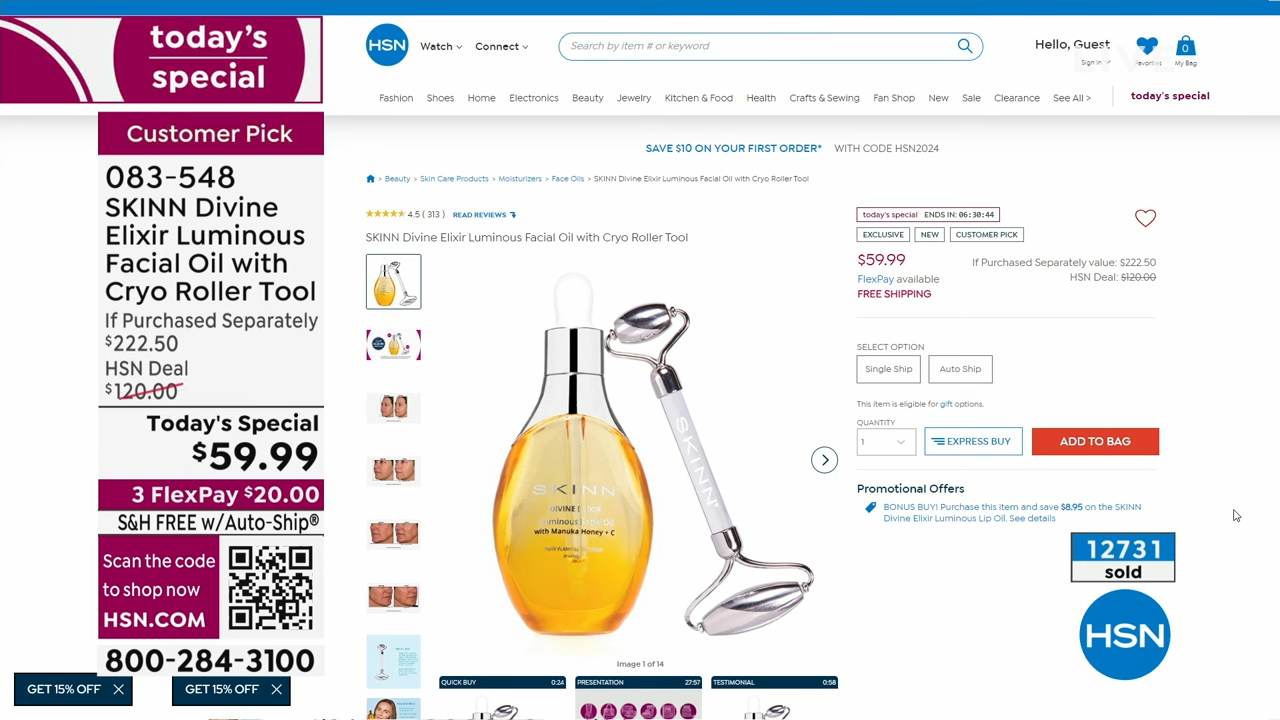 today's
special
Customer Pick
083-548
SKINN Divine
Elixir Luminous
Facial Oil with
Cryo Roller Tool
If Purchased Separately
$222.50
HSN Deal
$120.00
Today's Special
$59.99
3 FlexPay $20.00
S&H FREE w/Auto-Ship®
Scan the code
to shop now
HSN.COM
800-284-3100
GET 15% OFF
GET 15% OFF
HSN
Watch
Connect
Search by item # or keyword
Hello, Guest
Sign In
Favorites
0
My Bag
Fashion Shoes Home Electronics Beauty Jewelry Kitchen & Food Health Crafts & Sewing Fan Shop New Sale Clearance See All > today's special
SAVE $10 ON YOUR FIRST ORDER* WITH CODE HSN2024
> Beauty > Skin Care Products > Moisturizers > Face Oils > SKINN Divine Elixir Luminous Facial Oil with Cryo Roller Tool
4.5 ( 313 ) READ REVIEWS
SKINN Divine Elixir Luminous Facial Oil with Cryo Roller Tool
SKINN
DIVINE ELIXIR
Luminous Facial Oil
with Manuka Honey + C
SKINN
Image 1 of 14
QUICK BUY 0:24
PRESENTATION 27:57
TESTIMONIAL 0:58
today's special ENDS IN: 06:30:44
EXCLUSIVE NEW CUSTOMER PICK
$59.99
If Purchased Separately value: $222.50
FlexPay available
HSN Deal: $120.00
FREE SHIPPING
SELECT OPTION
Single Ship
Auto Ship
This item is eligible for gift options.
QUANTITY
1
EXPRESS BUY
ADD TO BAG
Promotional Offers
BONUS BUY! Purchase this item and save $8.95 on the SKINN
Divine Elixir Luminous Lip Oil. See details
12731
sold
HSN